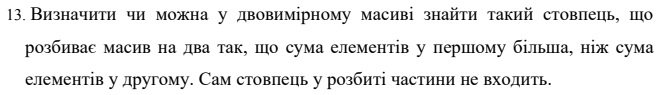 13. Визначити чи можна у двовимірному масиві знайти такий стовпець, що
розбиває масив на два так, що сума елементів у першому більша, ніж сума
елементів у другому. Сам стовпець у розбиті частини не входить.